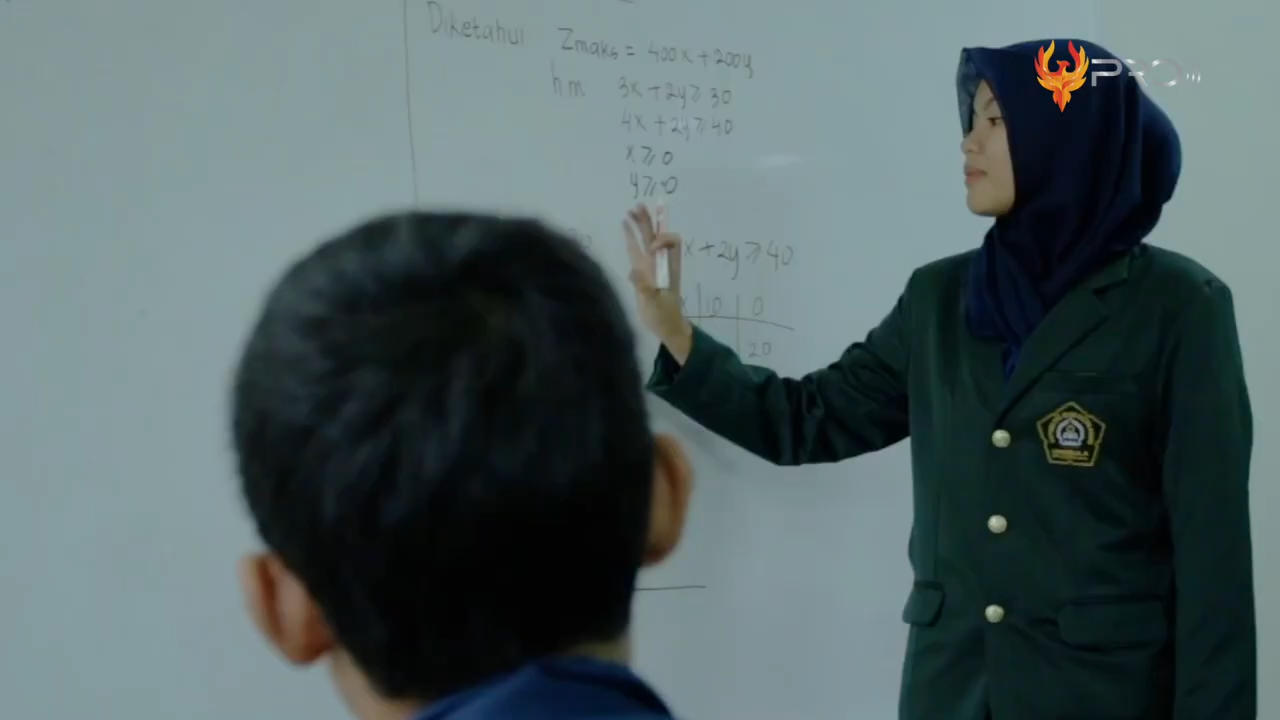 PRO
Diketahui Zmaks = 400x + 200y
hm 3x + 2y ≥ 30
4x + 2y ≥ 40
x ≥ 0
y ≥ 0
x + 2y ≥ 40
x | 10 | 0
20